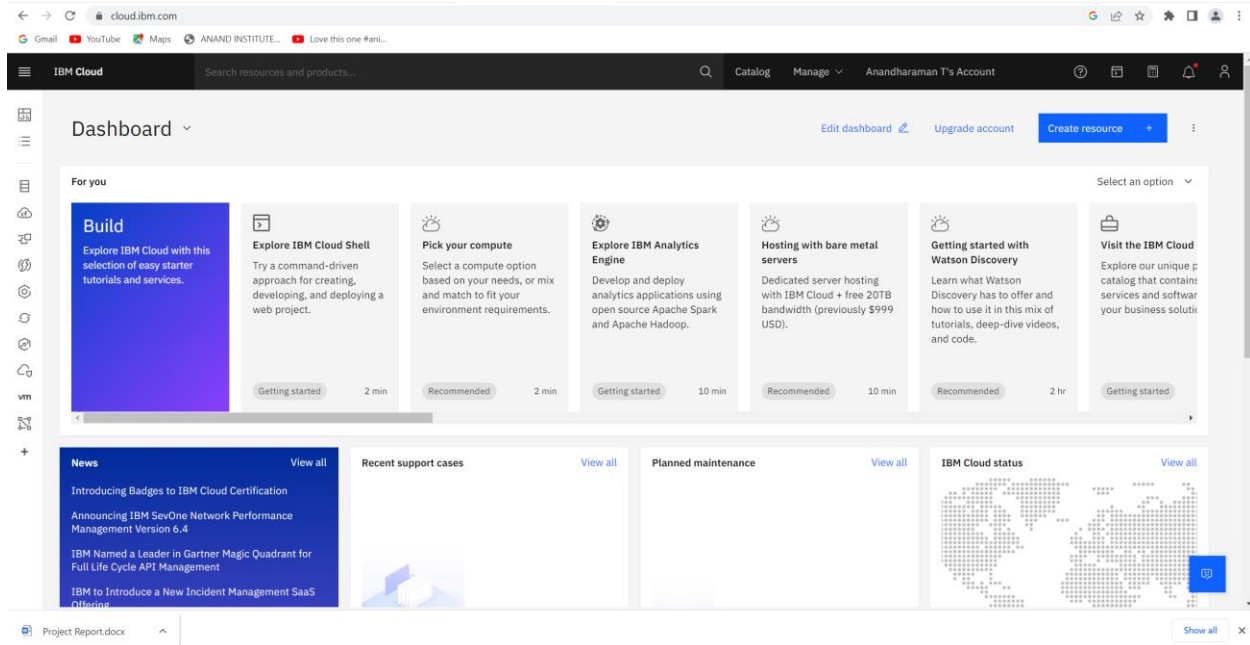 cloud.ibm.com
G
Gmail YouTube Maps ANAND INSTITUTE... Love this one #ani...
IBM Cloud Search resources and products... Catalog Manage Anandharaman T's Account
Dashboard Edit dashboard Upgrade account Create resource +
For you Select an option
Build
Explore IBM Cloud with this
selection of easy starter
tutorials and services.
Explore IBM Cloud Shell
Try a command-driven
approach for creating,
developing, and deploying a
web project.
Getting started 2 min
Pick your compute
Select a compute option
based on your needs, or mix
and match to fit your
environment requirements.
Recommended 2 min
Explore IBM Analytics
Engine
Develop and deploy
analytics applications using
open source Apache Spark
and Apache Hadoop.
Getting started 10 min
Hosting with bare metal
servers
Dedicated server hosting
with IBM Cloud + free 20TB
bandwidth (previously $999
USD).
Recommended 10 min
Getting started with
Watson Discovery
Learn what Watson
Discovery has to offer and
how to use it in this mix of
tutorials, deep-dive videos,
and code.
Recommended 2 hr
Visit the IBM Cloud
Explore our unique p
catalog that contains
services and softwar
your business solutic
Getting started
vm
News View all
Introducing Badges to IBM Cloud Certification
Announcing IBM SevOne Network Performance
Management Version 6.4
IBM Named a Leader in Gartner Magic Quadrant for
Full Life Cycle API Management
IBM to Introduce a New Incident Management SaaS
Offering
Recent support cases View all
Planned maintenance View all
IBM Cloud status View all
Project Report.docx Show all